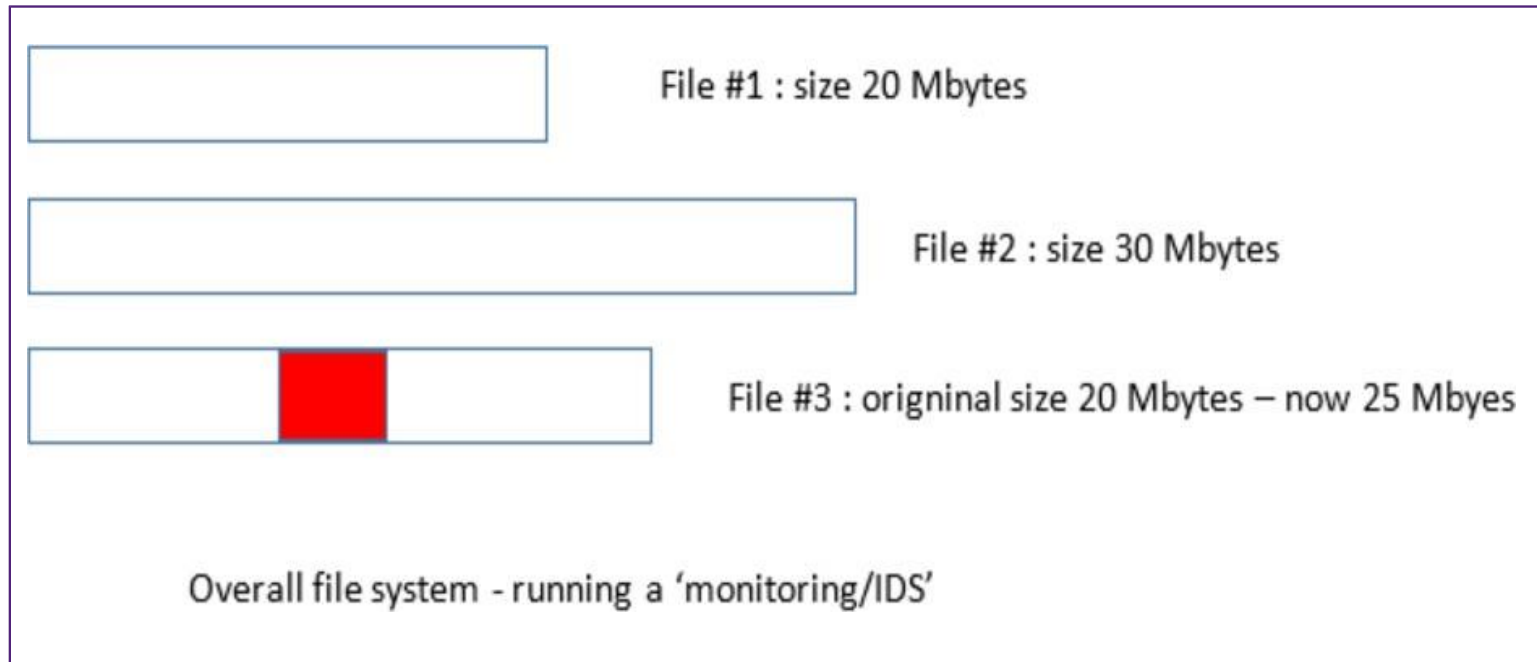 File #1 : size 20 Mbytes
File #2 : size 30 Mbytes
File #3 : origninal size 20 Mbytes – now 25 Mbyes
Overall file system - running a ‘monitoring/IDS’